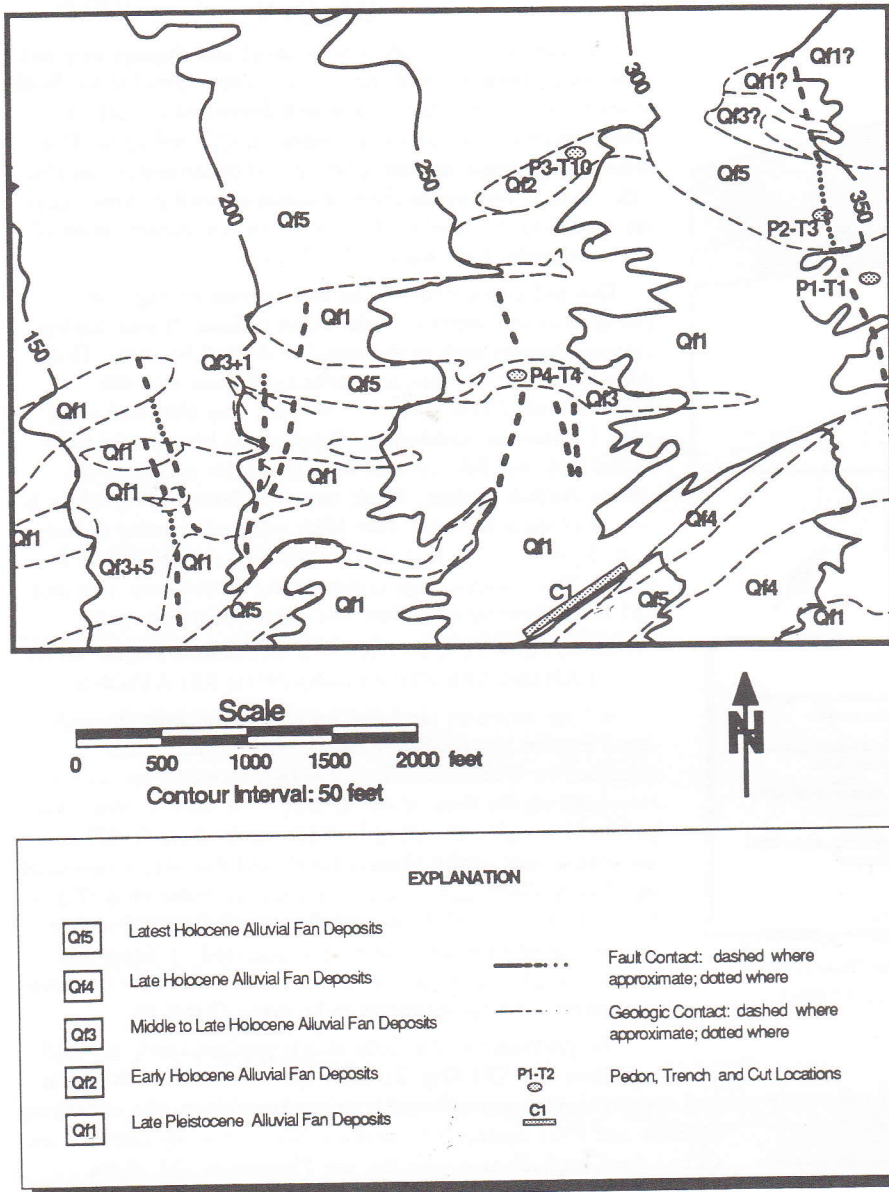 Qf1?
300
Qf1?
Qf3?
P3-T10
Qf2
Qf5
250
200
Qf5
350
P2-T3
P1-T1
150
Qf1
Qf1
Qf3+1
Qf5
P4-T4
Qf3
Qf1
Qf1
Qf1
Qf1
Qf4
Qf1
Qf1
Qf3+5
Qf1
Qf5
Qf1
C1
Qf5
Qf4
Qf1
N
Scale
0 500 1000 1500 2000 feet
Contour Interval: 50 feet
EXPLANATION
Qf5 Latest Holocene Alluvial Fan Deposits
Qf4 Late Holocene Alluvial Fan Deposits
Qf3 Middle to Late Holocene Alluvial Fan Deposits
Qf2 Early Holocene Alluvial Fan Deposits
Qf1 Late Pleistocene Alluvial Fan Deposits
Fault Contact: dashed where
approximate; dotted where
Geologic Contact: dashed where
approximate; dotted where
P1-T2
Pedon, Trench and Cut Locations
C1